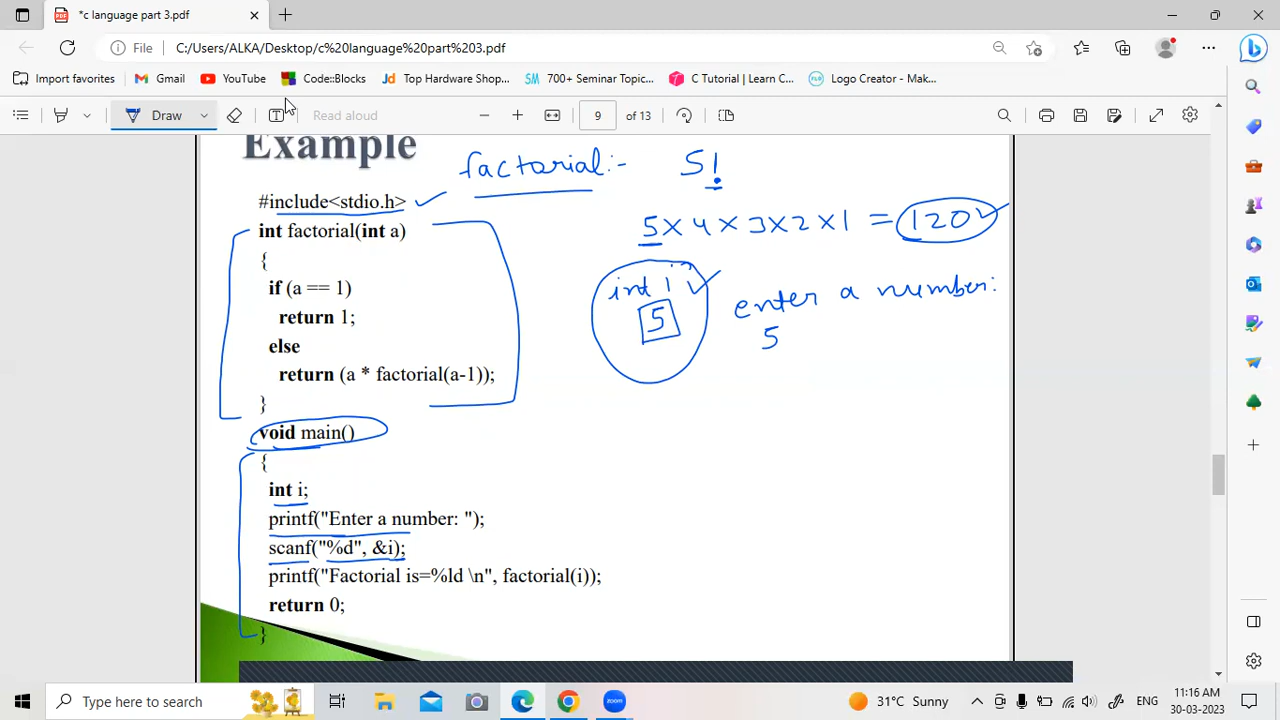 *c language part 3.pdf
File C:/Users/ALKA/Desktop/c%20language%20part%203.pdf
Import favorites Gmail YouTube Code::Blocks Jd Top Hardware Shop... SM 700+ Seminar Topic... C Tutorial | Learn C... Logo Creator - Mak...
Draw Read aloud 9 of 13
Example
factorial:- 5!
#include<stdio.h>
5×4×3×2×1 = 120
int factorial(int a)
{
if (a == 1)
return 1;
else
return (a * factorial(a-1));
}
int i
5
enter a number:
5
void main()
{
int i;
printf("Enter a number: ");
scanf("%d", &i);
printf("Factorial is=%ld \n", factorial(i));
return 0;
}
Type here to search
zoom
31°C Sunny
ENG
11:16 AM
30-03-2023